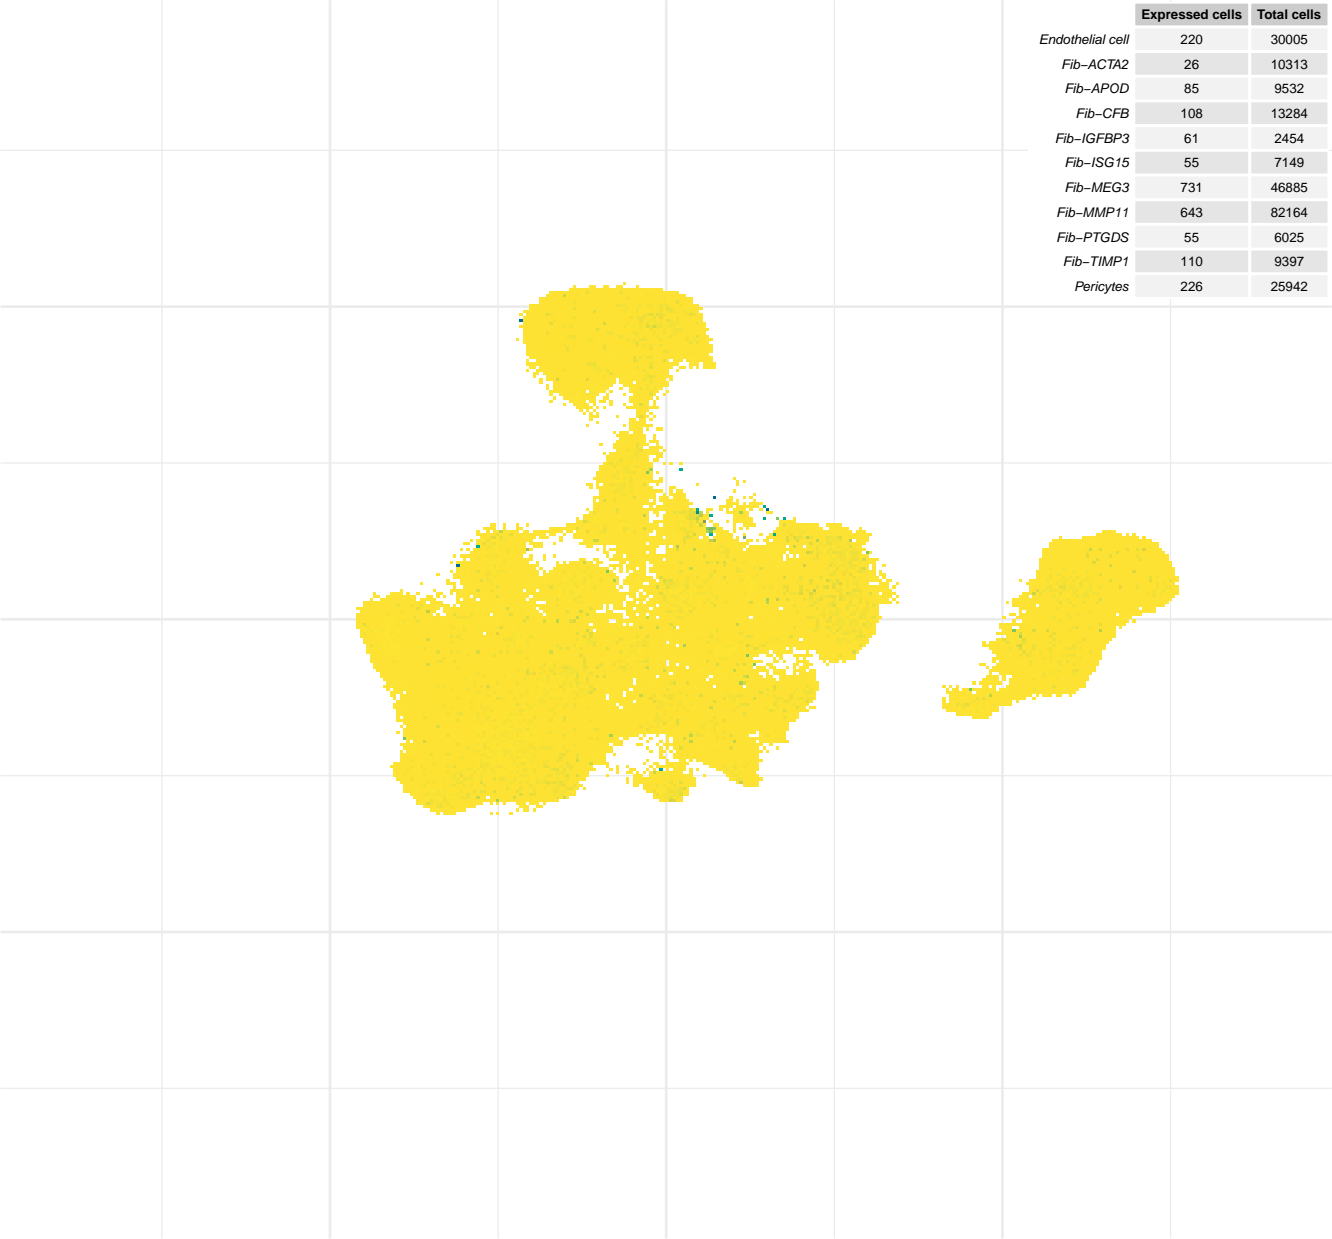 Expressed cells Total cells
Endothelial cell 220 30005
Fib−ACTA2 26 10313
Fib−APOD 85 9532
Fib−CFB 108 13284
Fib−IGFBP3 61 2454
Fib−ISG15 55 7149
Fib−MEG3 731 46885
Fib−MMP11 643 82164
Fib−PTGDS 55 6025
Fib−TIMP1 110 9397
Pericytes 226 25942